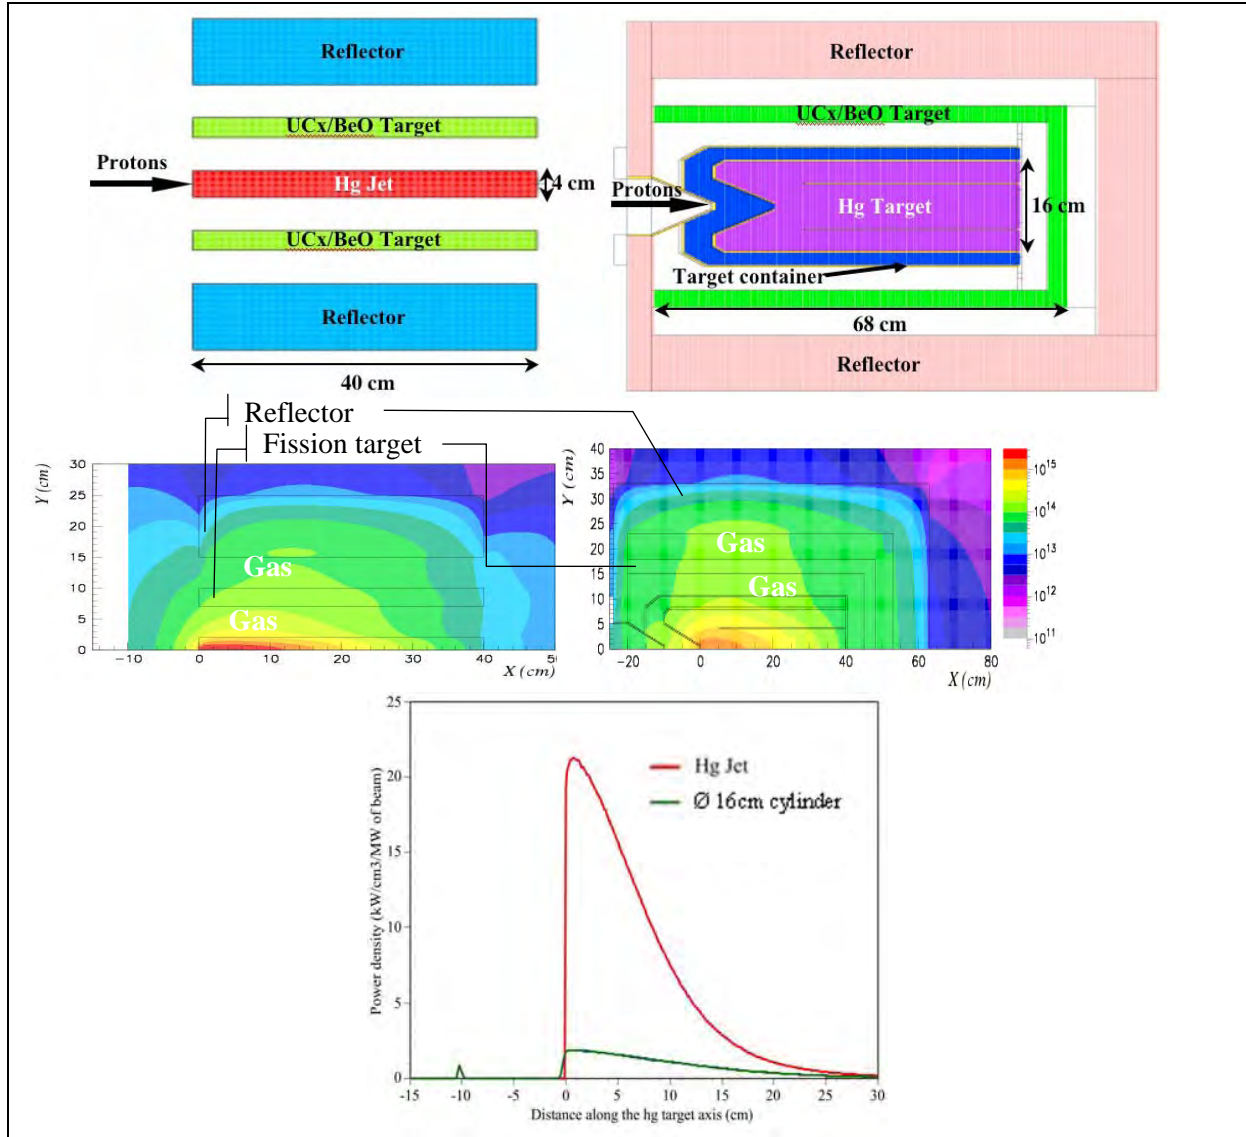 Reflector
UCx/BeO Target
Protons
Hg Jet
4 cm
UCx/BeO Target
Reflector
40 cm
Reflector
UCx/BeO Target
Protons
Hg Target
16 cm
Target container
68 cm
Reflector
Reflector
Fission target
Y (cm)
30
25
20
15
10
5
0
Gas
Gas
−10 0 10 20 30 40 50
X (cm)
Y (cm)
40
35
30
25
20
15
10
5
0
Gas
Gas
−20 0 20 40 60 80
X (cm)
10^15
10^14
10^13
10^12
10^11
Power density (kW/cm3/MW of beam)
25
20
15
10
5
0
Hg Jet
Ø 16cm cylinder
-15 -10 -5 0 5 10 15 20 25 30
Distance along the hg target axis (cm)